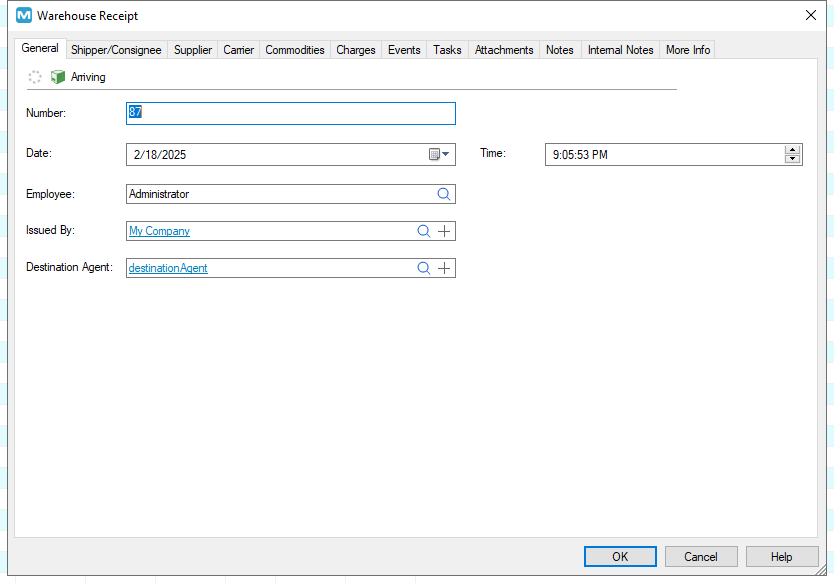 M Warehouse Receipt
General Shipper/Consignee Supplier Carrier Commodities Charges Events Tasks Attachments Notes Internal Notes More Info
Arriving
Number: 87
Date: 2/18/2025 Time: 9:05:53 PM
Employee: Administrator
Issued By: My Company
Destination Agent: destinationAgent
OK Cancel Help